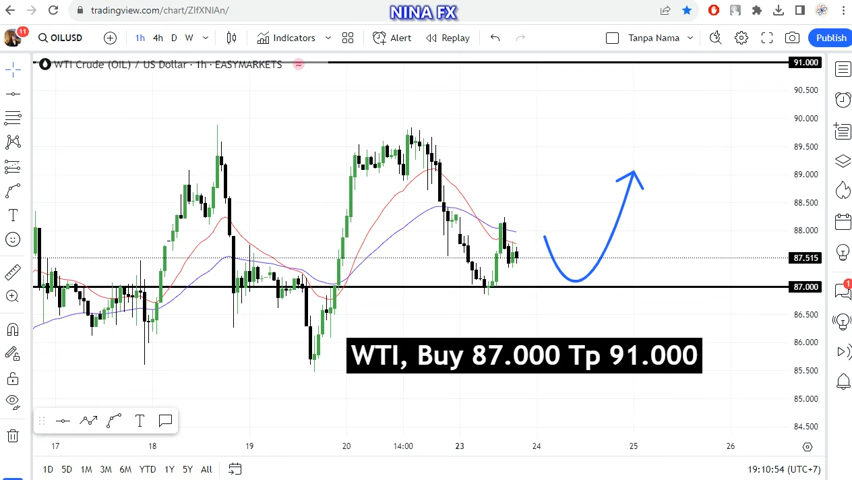 NINA FX
tradingview.com/chart/ZIfXNIAn/
11
OILUSD
1h 4h D W
Indicators
Alert
Replay
Tanpa Nama
Publish
WTI Crude (OIL) / US Dollar · 1h · EASYMARKETS
91.000
90.500
90.000
89.500
89.000
88.500
88.000
87.515
87.000
86.500
86.000
85.500
85.000
84.500
WTI, Buy 87.000 Tp 91.000
T
T
1
17 18 19 20 14:00 23 24 25 26
1D 5D 1M 3M 6M YTD 1Y 5Y All
19:10:54 (UTC+7)